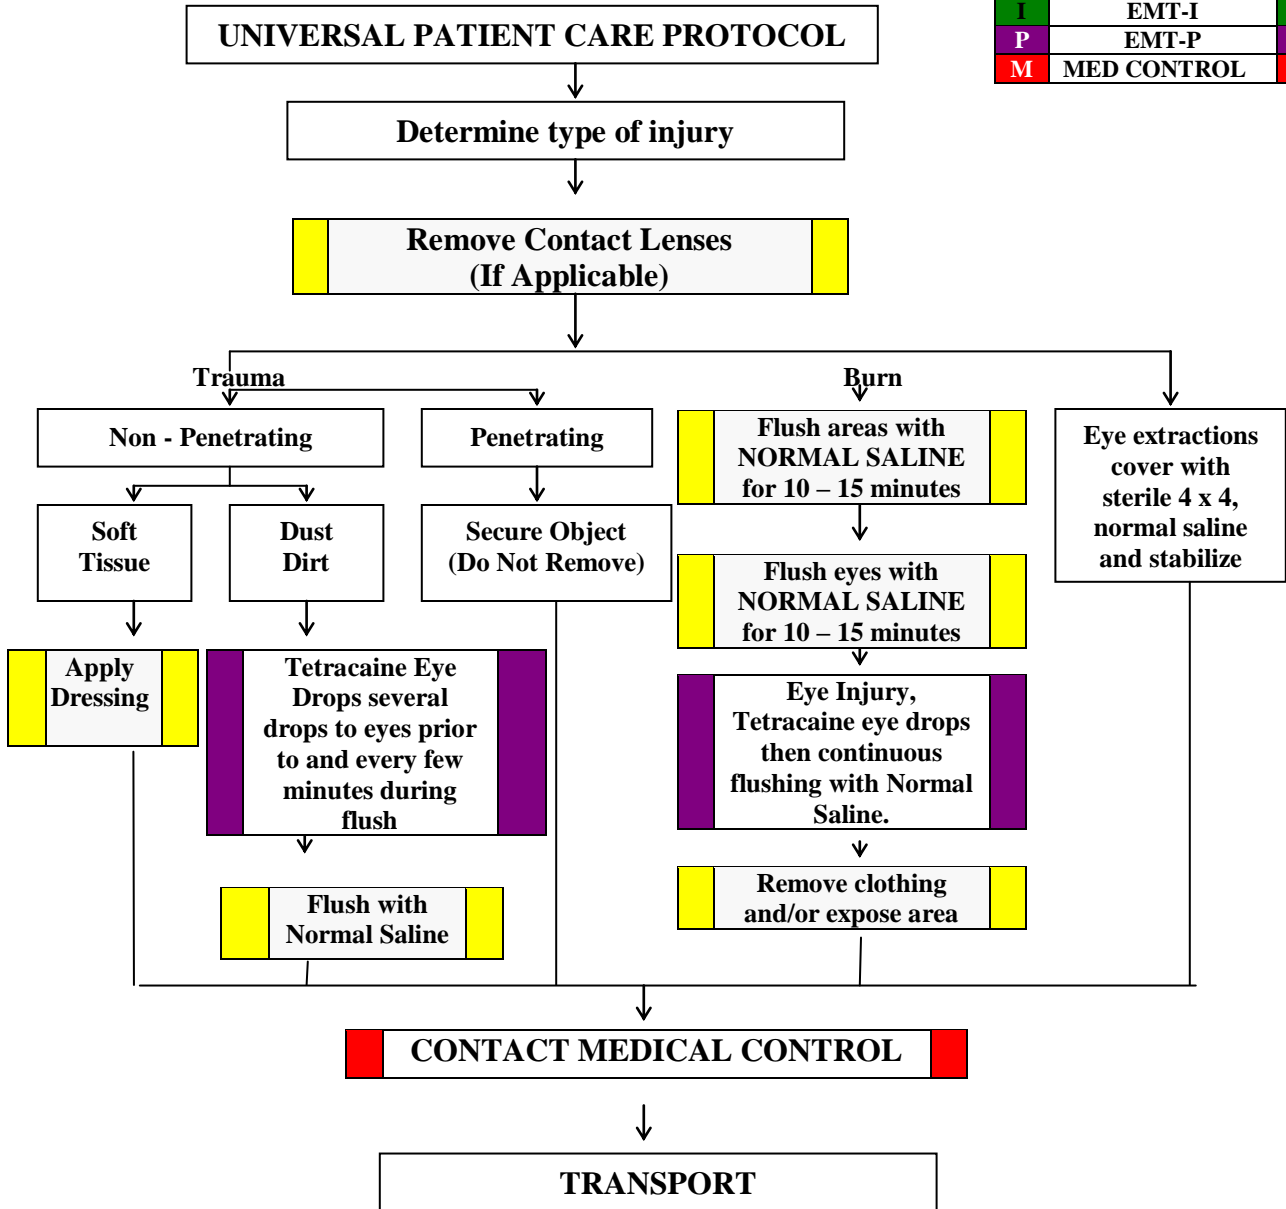 UNIVERSAL PATIENT CARE PROTOCOL
I EMT-I
P EMT-P
M MED CONTROL
Determine type of injury
Remove Contact Lenses
(If Applicable)
Trauma
Burn
Non - Penetrating
Penetrating
Flush areas with
NORMAL SALINE
for 10 – 15 minutes
Eye extractions
cover with
sterile 4 x 4,
normal saline
and stabilize
Soft
Tissue
Dust
Dirt
Secure Object
(Do Not Remove)
Flush eyes with
NORMAL SALINE
for 10 – 15 minutes
Apply
Dressing
Tetracaine Eye
Drops several
drops to eyes prior
to and every few
minutes during
flush
Eye Injury,
Tetracaine eye drops
then continuous
flushing with Normal
Saline.
Flush with
Normal Saline
Remove clothing
and/or expose area
CONTACT MEDICAL CONTROL
TRANSPORT